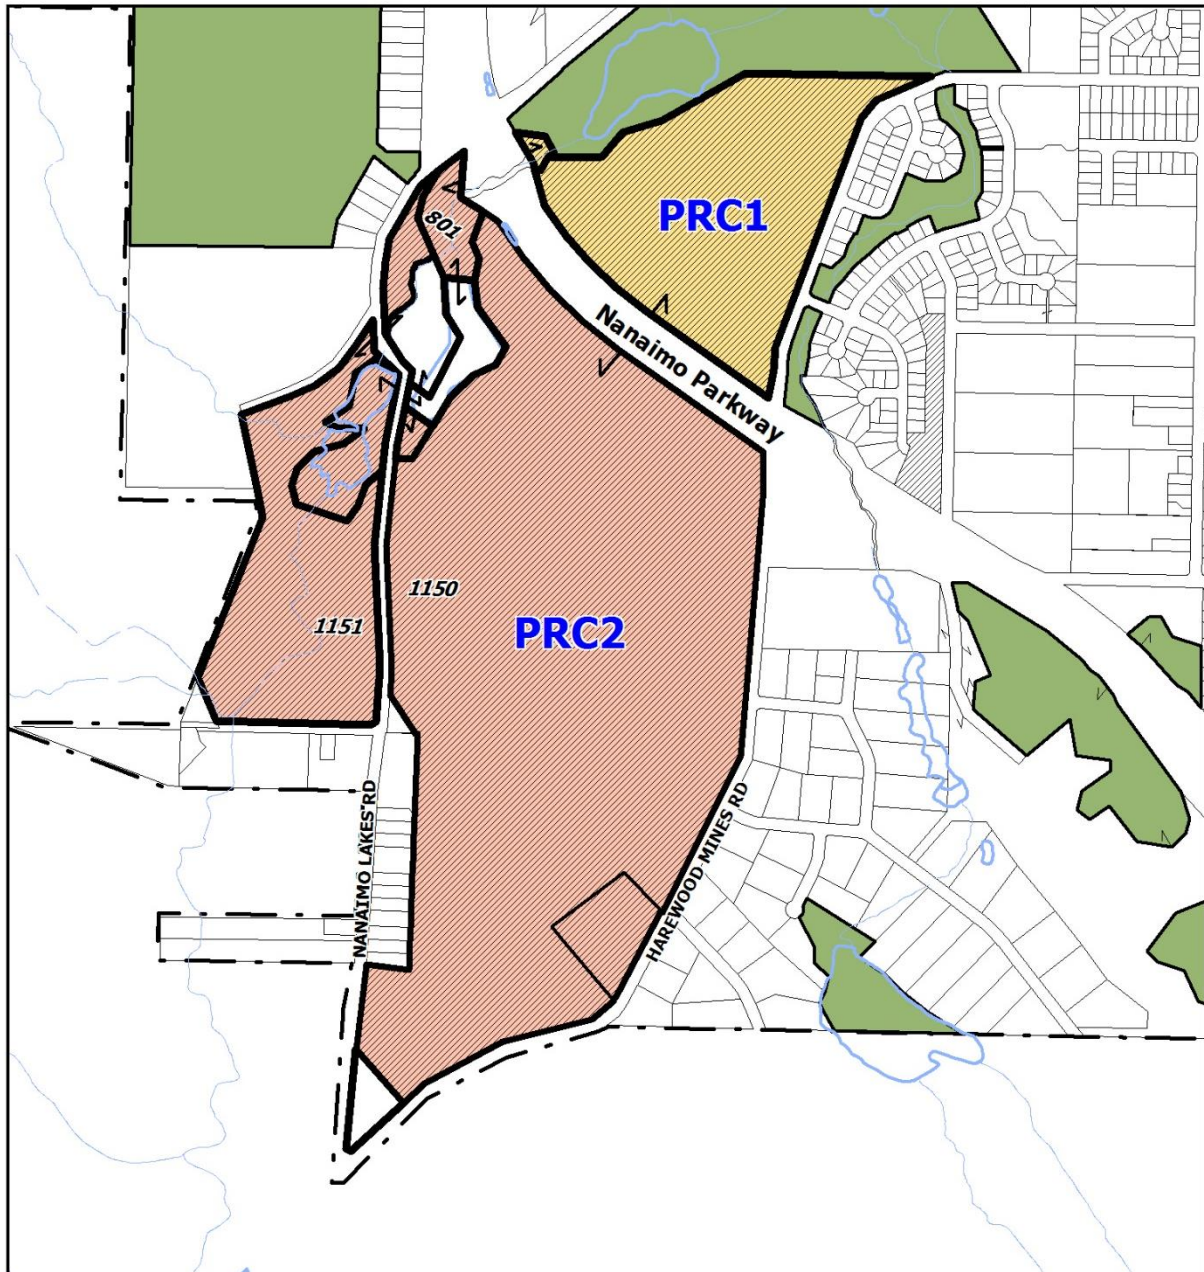 PRC1
801
Nanaimo Parkway
1150
1151
PRC2
NANAIMO LAKES RD
HAREWOOD-MINES RD